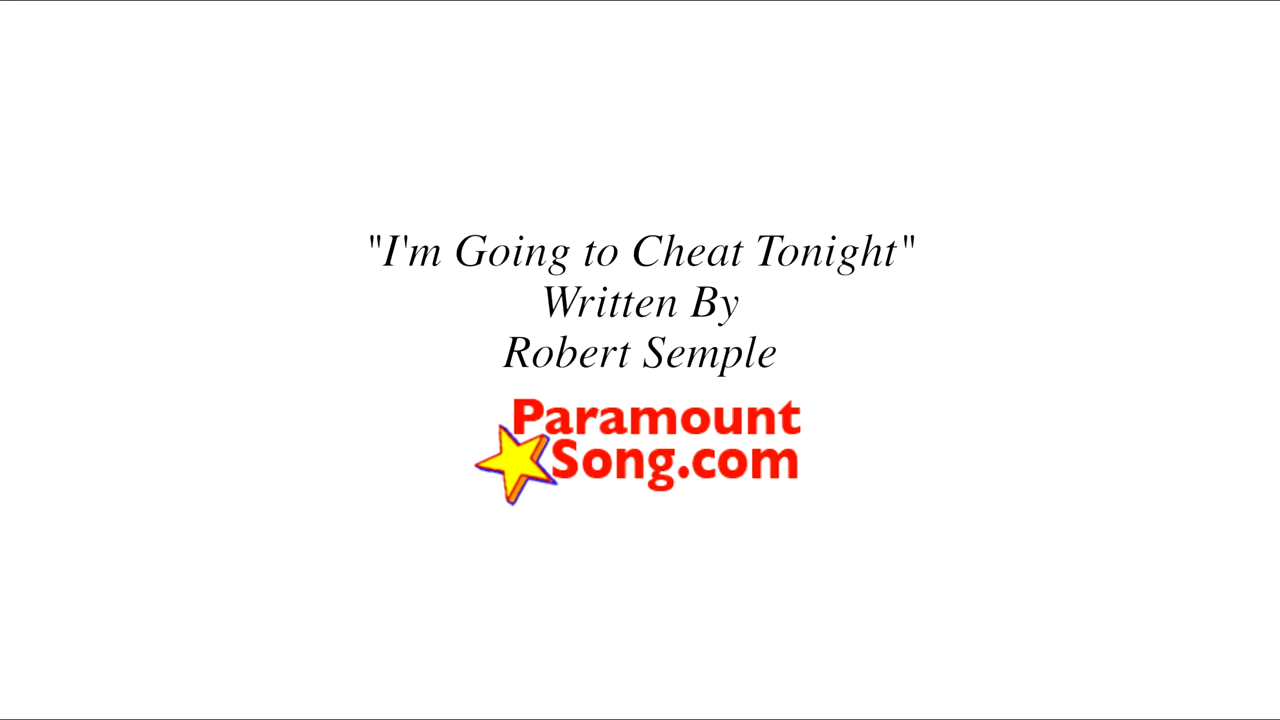 "I'm Going to Cheat Tonight"
Written By
Robert Semple
Paramount
Song.com